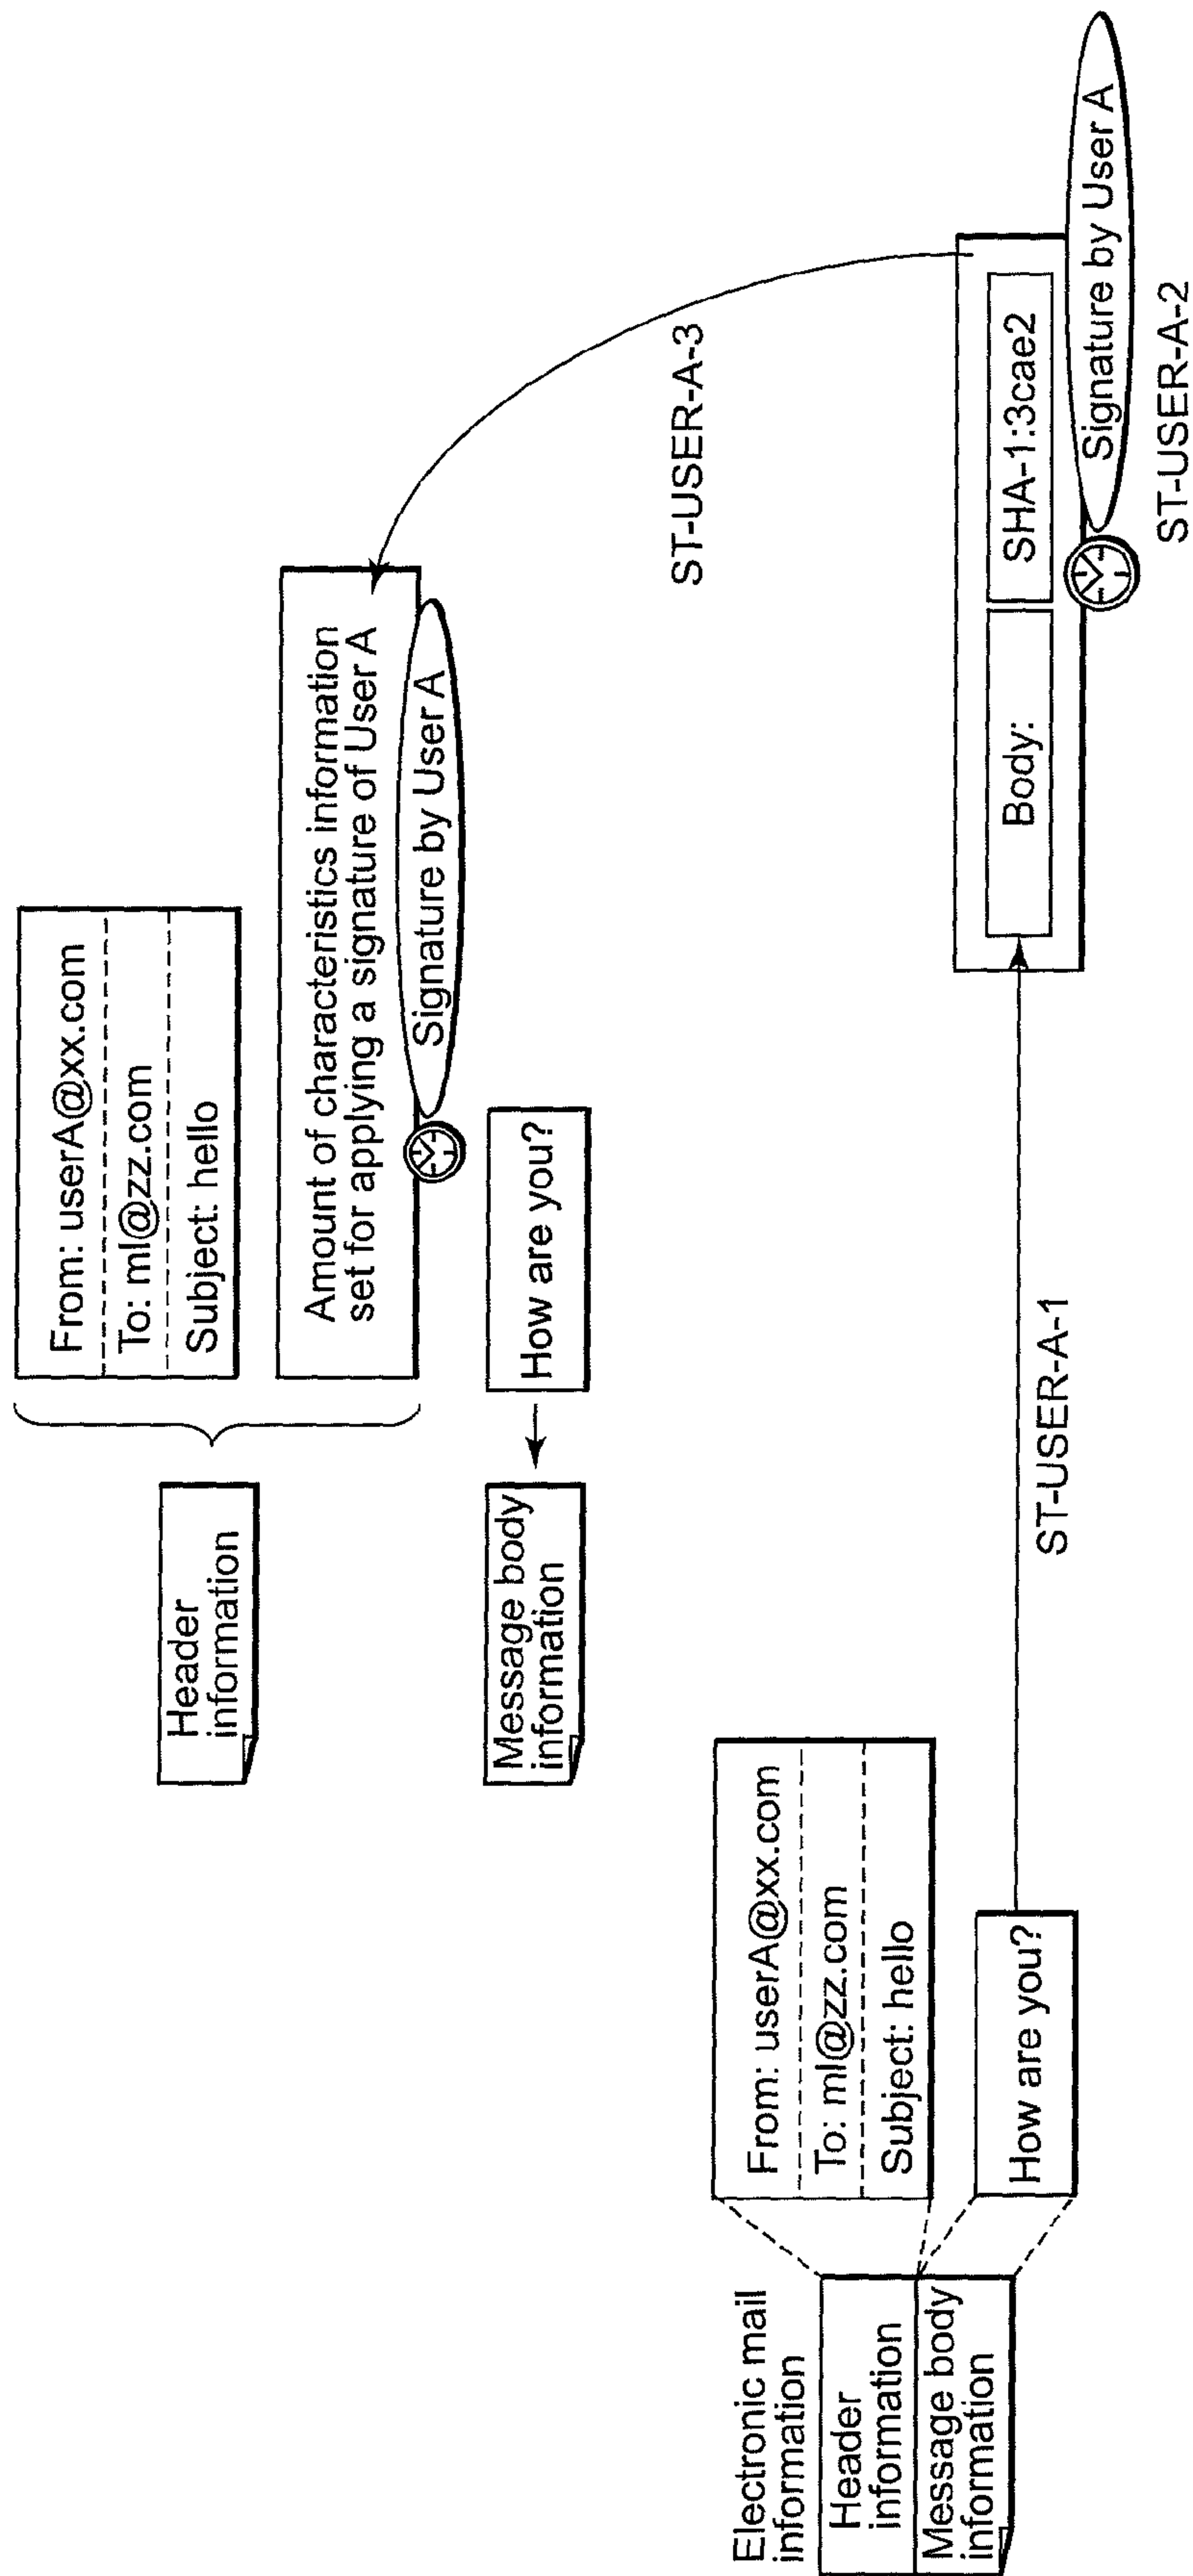 Header
information
From: userA@xx.com
To: ml@zz.com
Subject: hello
Amount of characteristics information
set for applying a signature of User A
Signature by User A
Message body
information
How are you?
ST-USER-A-3
Electronic mail
information
Header
information
Message body
information
From: userA@xx.com
To: ml@zz.com
Subject: hello
How are you?
ST-USER-A-1
Body:
SHA-1:3cae2
Signature by User A
ST-USER-A-2